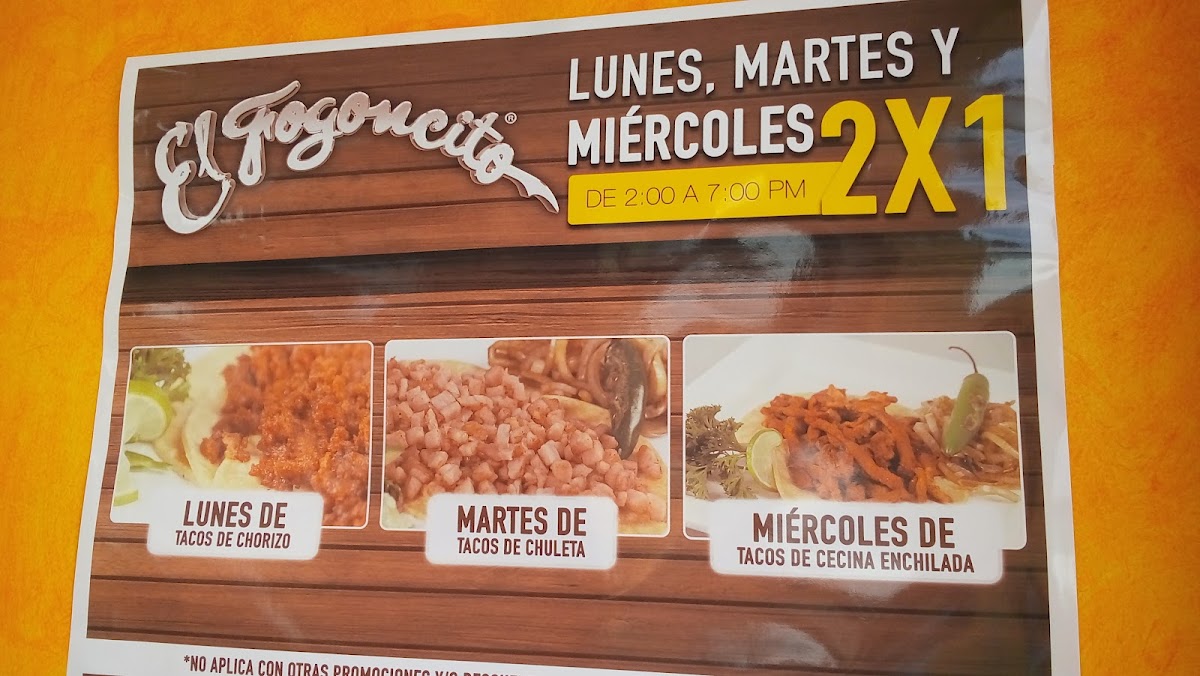 El Fogoncito®
LUNES, MARTES Y
MIÉRCOLES 2X1
DE 2:00 A 7:00 PM
LUNES DE
TACOS DE CHORIZO
MARTES DE
TACOS DE CHULETA
MIÉRCOLES DE
TACOS DE CECINA ENCHILADA
*NO APLICA CON OTRAS PROMOCIONES Y/O